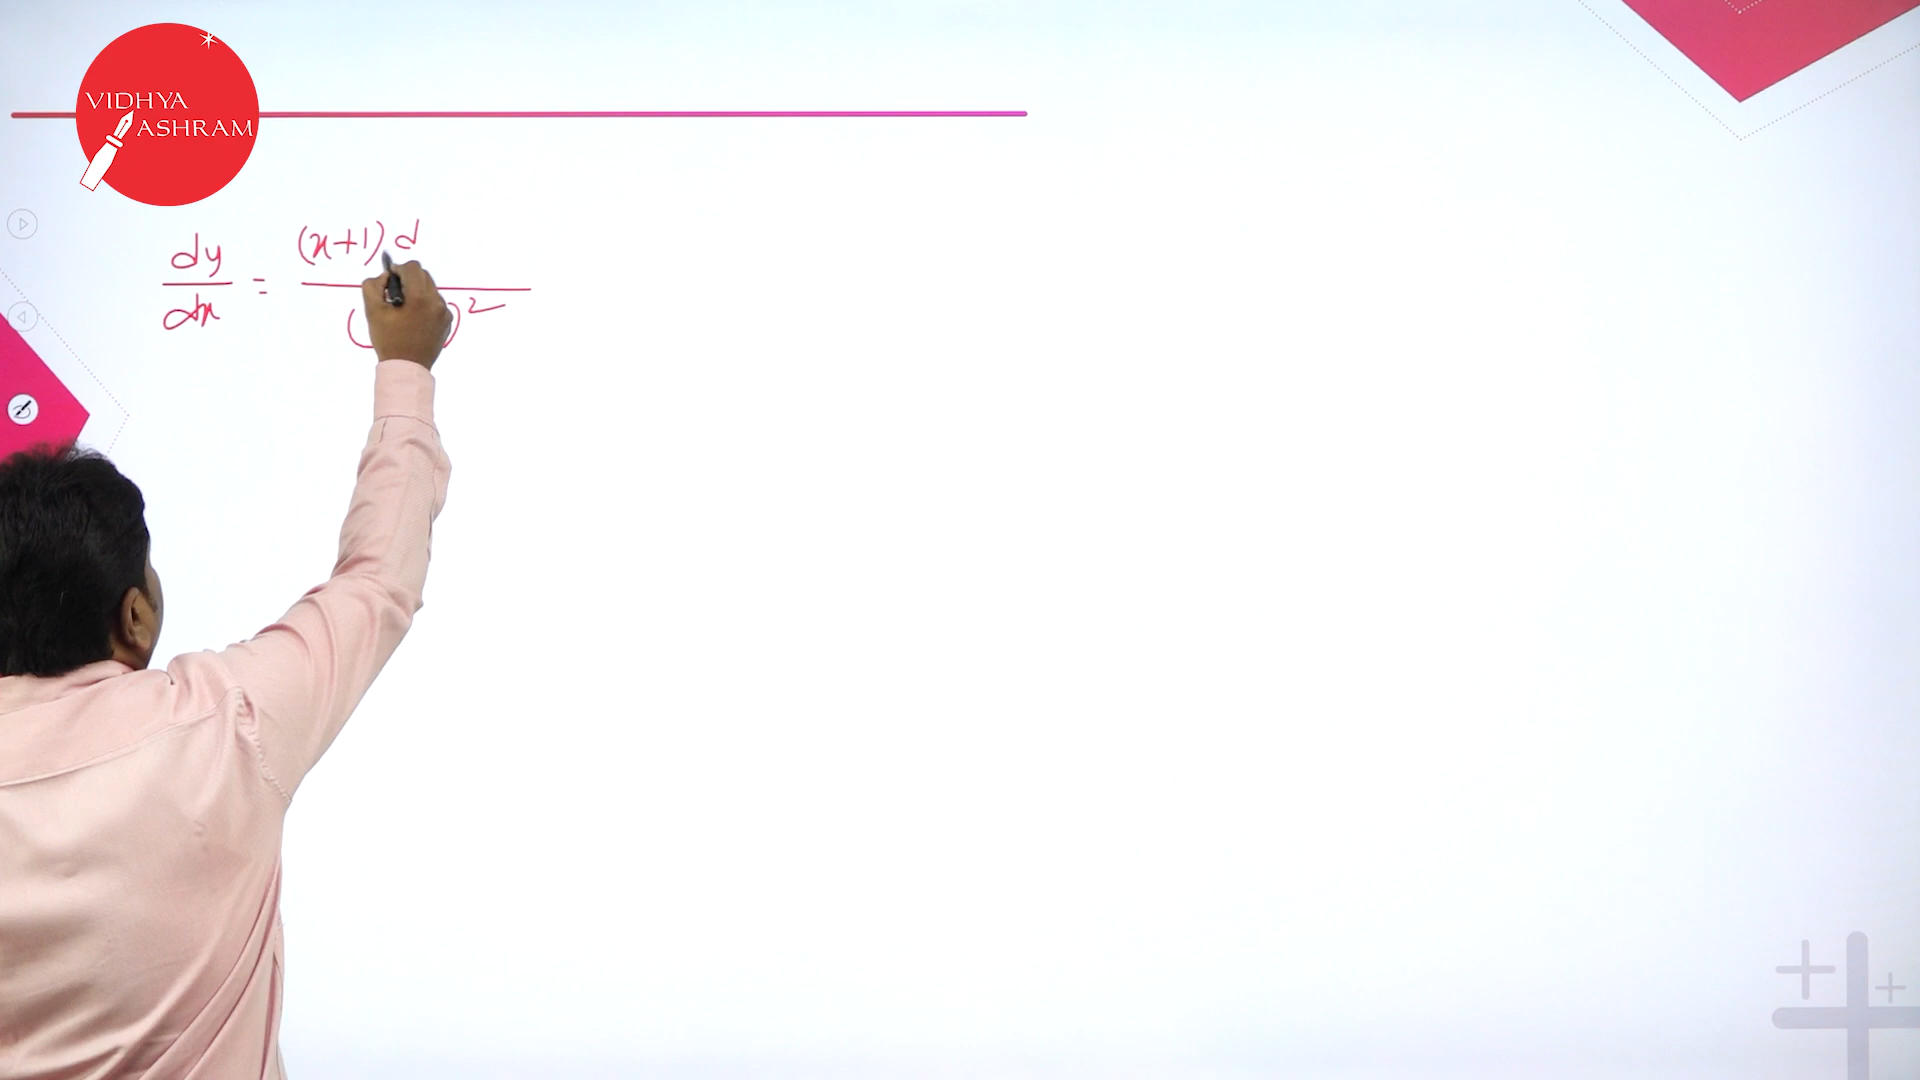 VIDHYA
ASHRAM
dy/dx = (x+1) d
( )²